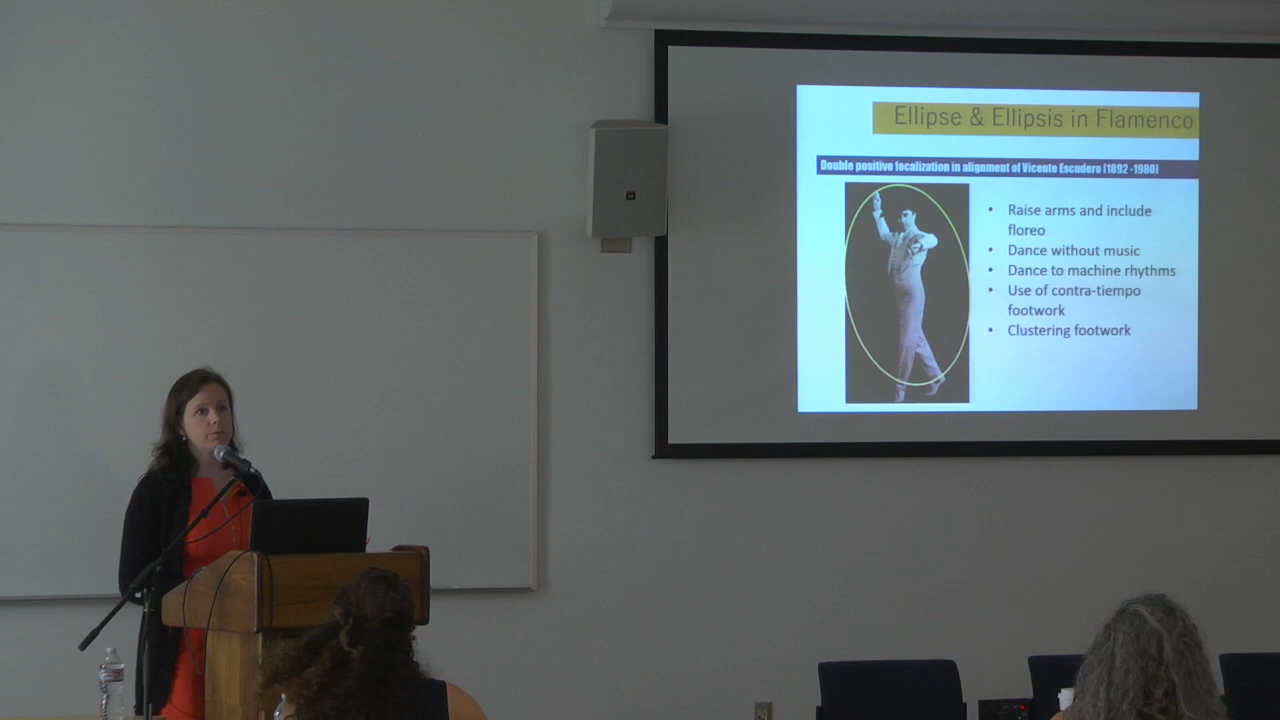 Ellipse & Ellipsis in Flamenco
Double positive focalization in alignment of Vicente Escudero (1892 -1980)
• Raise arms and include
floreo
• Dance without music
• Dance to machine rhythms
• Use of contra-tiempo
footwork
• Clustering footwork